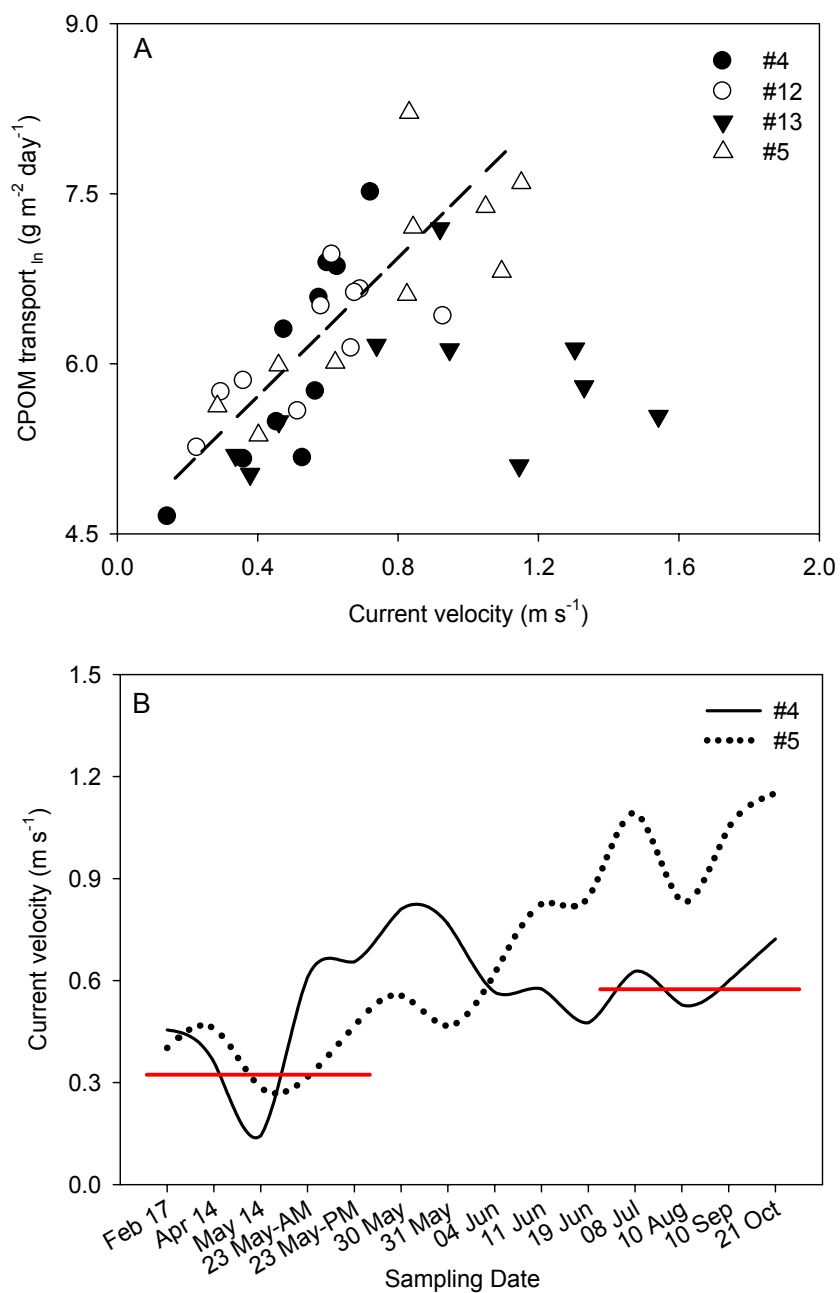 A
#4
#12
#13
#5
9.0
7.5
6.0
4.5
CPOM transport ln (g m-2 day-1)
0.0 0.4 0.8 1.2 1.6 2.0
Current velocity (m s-1)
B
#4
#5
1.5
1.2
0.9
0.6
0.3
0.0
Current velocity (m s-1)
Feb 17
Apr 14
May 14
23 May-AM
23 May-PM
30 May
31 May
04 Jun
11 Jun
19 Jun
08 Jul
10 Aug
10 Sep
21 Oct
Sampling Date